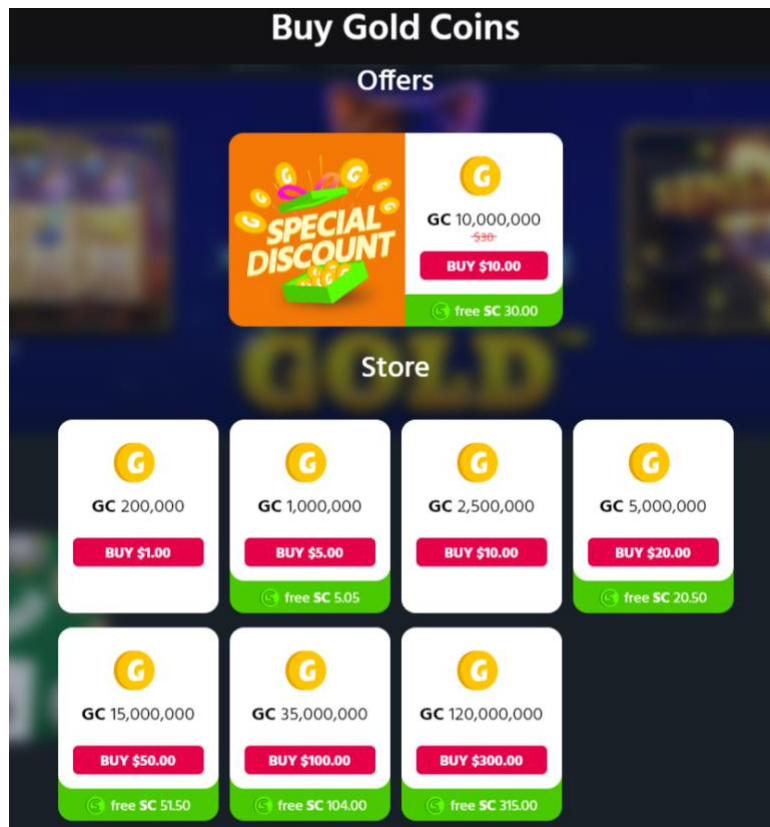 Buy Gold Coins
Offers
SPECIAL
DISCOUNT
GC 10,000,000
$30
BUY $10.00
free SC 30.00
GOLD™
Store
GC 200,000
BUY $1.00
GC 1,000,000
BUY $5.00
free SC 5.05
GC 2,500,000
BUY $10.00
GC 5,000,000
BUY $20.00
free SC 20.50
GC 15,000,000
BUY $50.00
free SC 51.50
GC 35,000,000
BUY $100.00
free SC 104.00
GC 120,000,000
BUY $300.00
free SC 315.00